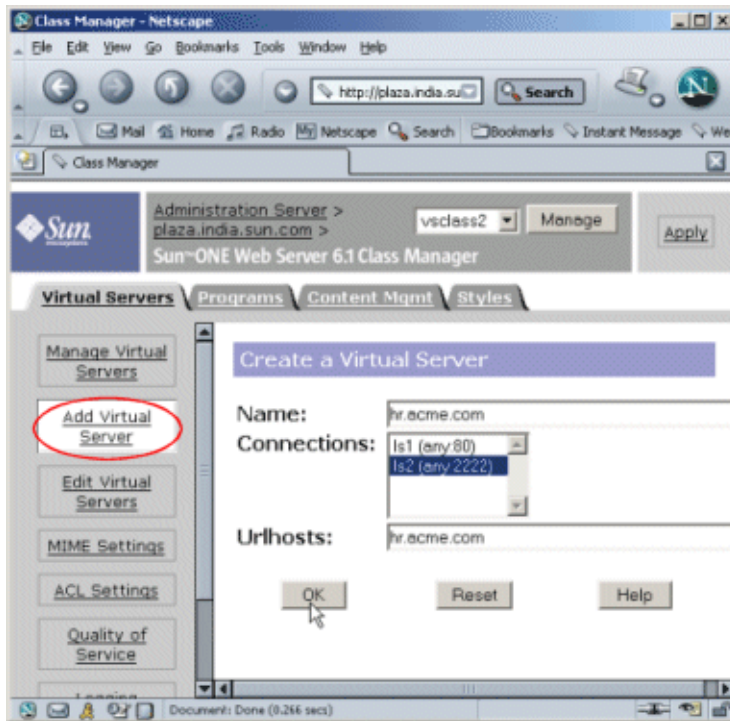 Class Manager - Netscape
File Edit View Go Bookmarks Tools Window Help
http://plaza.india.su
Search
Mail Home Radio My Netscape Search Bookmarks Instant Message We
Class Manager
Sun
Administration Server >
plaza.india.sun.com >
vsclass2
Manage
Apply
Sun ONE Web Server 6.1 Class Manager
Virtual Servers Programs Content Mgmt Styles
Manage Virtual
Servers
Add Virtual
Server
Edit Virtual
Servers
MIME Settings
ACL Settings
Quality of
Service
Create a Virtual Server
Name: hr.acme.com
Connections: ls1 (any:80)
ls2 (any:2222)
Urlhosts: hr.acme.com
OK Reset Help
Document: Done (0.266 secs)